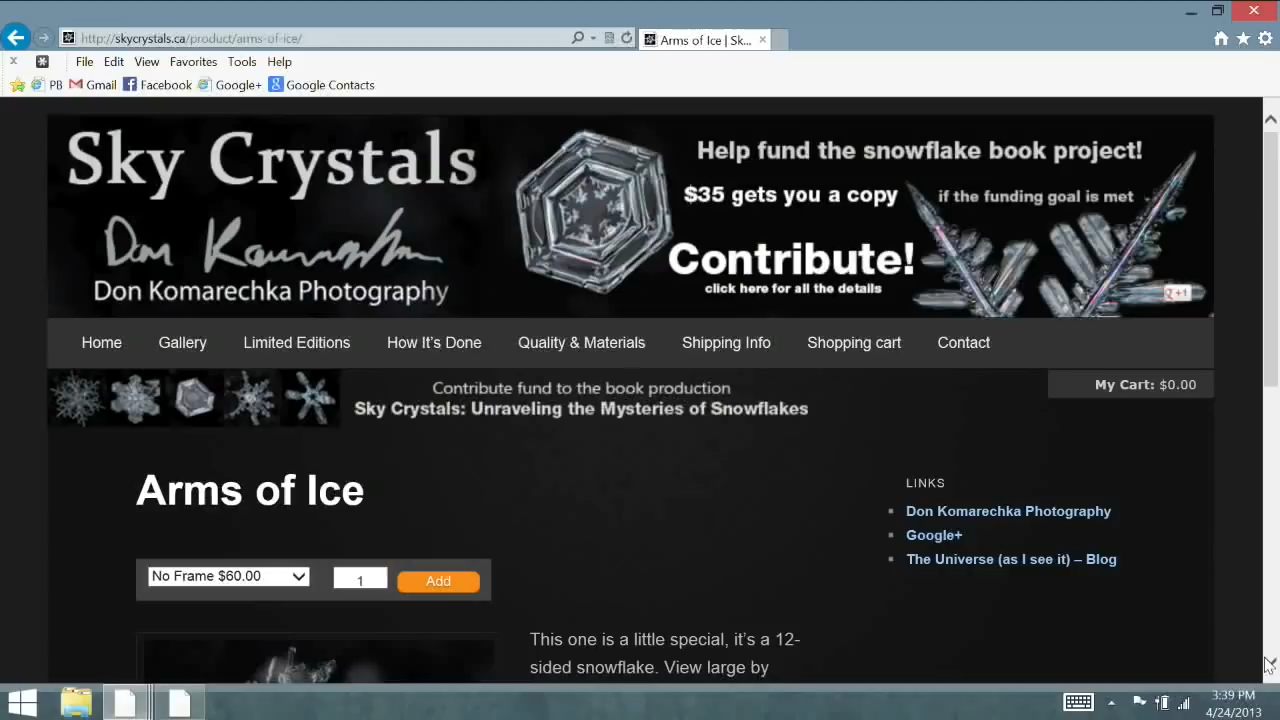 http://skycrystals.ca/product/arms-of-ice/
Arms of Ice | Sk...
File Edit View Favorites Tools Help
PB Gmail Facebook Google+ Google Contacts
Sky Crystals
Don Komarechka Photography
Help fund the snowflake book project!
$35 gets you a copy if the funding goal is met
Contribute!
click here for all the details
+1
Home Gallery Limited Editions How It's Done Quality & Materials Shipping Info Shopping cart Contact
Contribute fund to the book production
Sky Crystals: Unraveling the Mysteries of Snowflakes
My Cart: $0.00
Arms of Ice
No Frame $60.00 1 Add
This one is a little special, it's a 12-
sided snowflake. View large by
LINKS
Don Komarechka Photography
Google+
The Universe (as I see it) – Blog
3:39 PM
4/24/2013